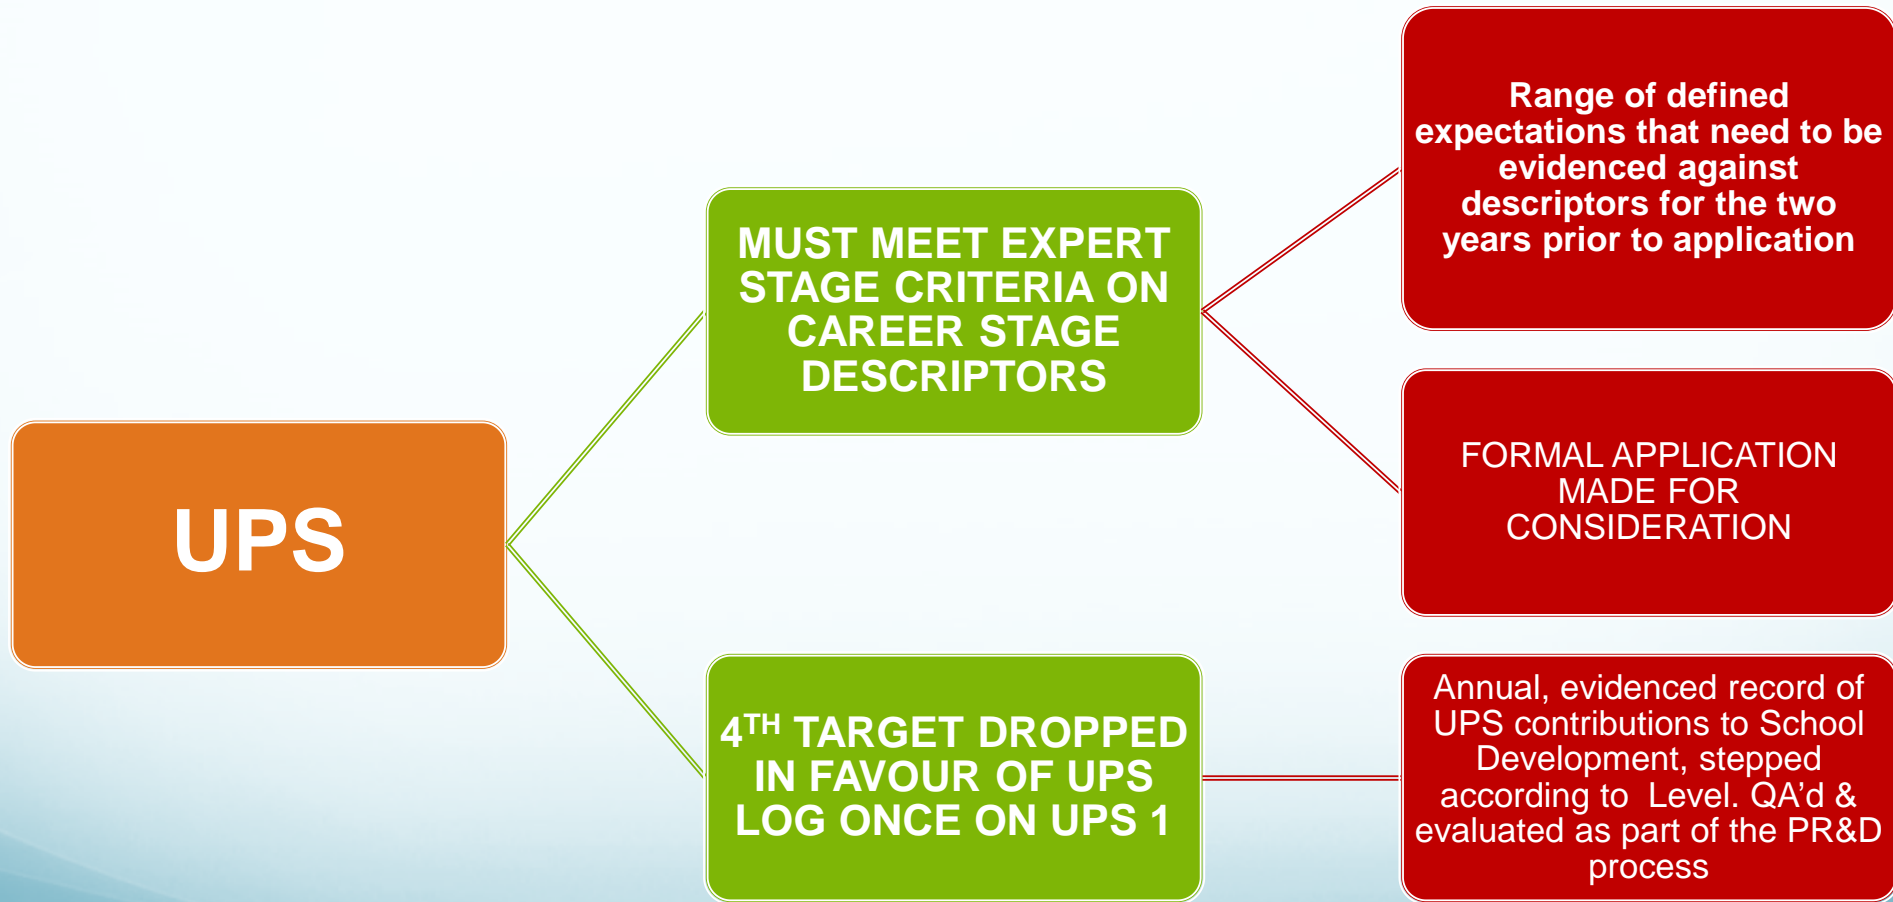 UPS
MUST MEET EXPERT
STAGE CRITERIA ON
CAREER STAGE
DESCRIPTORS
Range of defined
expectations that need to be
evidenced against
descriptors for the two
years prior to application
FORMAL APPLICATION
MADE FOR
CONSIDERATION
4TH TARGET DROPPED
IN FAVOUR OF UPS
LOG ONCE ON UPS 1
Annual, evidenced record of
UPS contributions to School
Development, stepped
according to  Level. QA’d &
evaluated as part of the PR&D
process